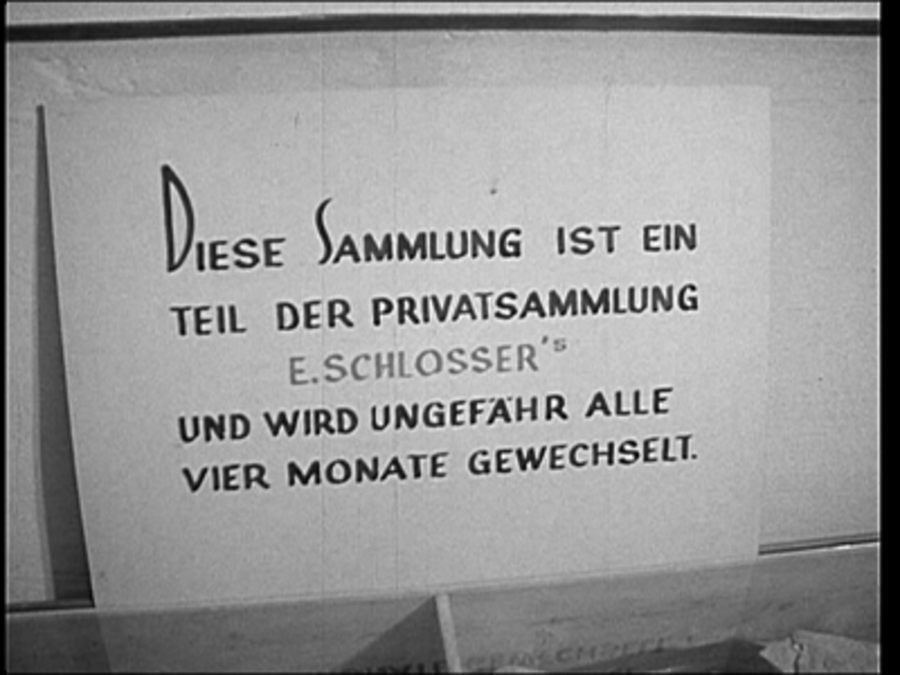 DIESE SAMMLUNG IST EIN
TEIL DER PRIVATSAMMLUNG
E.SCHLOSSER's
UND WIRD UNGEFÄHR ALLE
VIER MONATE GEWECHSELT.